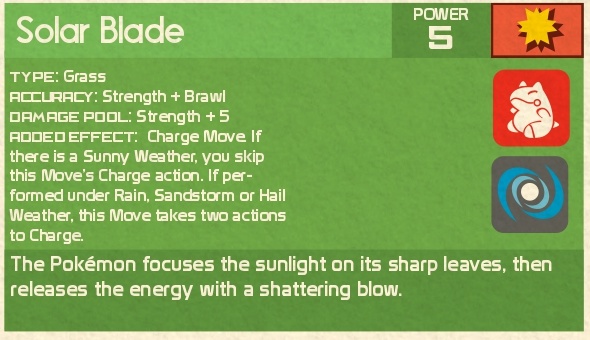 Solar Blade
POWER
5
TYPE: Grass
ACCURACY: Strength + Brawl
DAMAGE POOL: Strength + 5
ADDED EFFECT: Charge Move. If
there is a Sunny Weather, you skip
this Move's Charge action. If per-
formed under Rain, Sandstorm or Hail
Weather, this Move takes two actions
to Charge.
The Pokémon focuses the sunlight on its sharp leaves, then
releases the energy with a shattering blow.